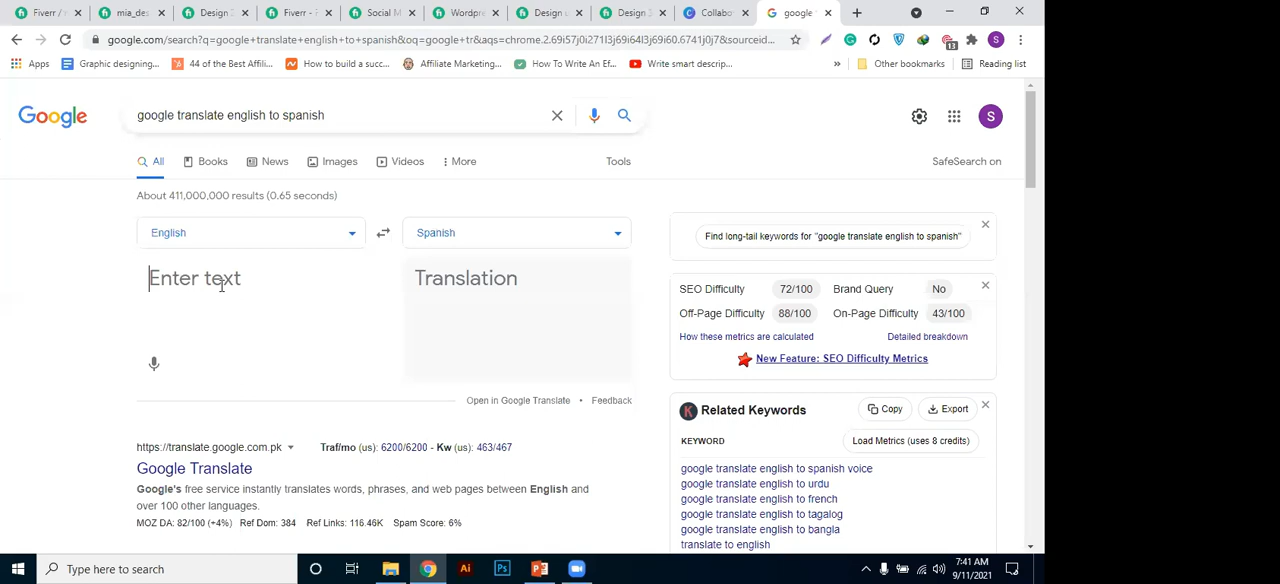 Fiverr /
mia_des
Design 2
Fiverr -
Social M
Wordpre
Design u
Design 3
Collabo
google
google.com/search?q=google+translate+english+to+spanish&oq=google+tr&aqs=chrome.2.69i57j0i271l3j69i64l3j69i60.6741j0j7&sourceid...
13
S
Apps
Graphic designing...
44 of the Best Affili...
How to build a succ...
Affiliate Marketing...
How To Write An Ef...
Write smart descrip...
»
Other bookmarks
Reading list
Google
google translate english to spanish
S
All
Books
News
Images
Videos
More
Tools
SafeSearch on
About 411,000,000 results (0.65 seconds)
English
Spanish
Enter text
Translation
Open in Google Translate • Feedback
https://translate.google.com.pk
Traf/mo (us): 6200/6200 - Kw (us): 463/467
Google Translate
Google's free service instantly translates words, phrases, and web pages between English and
over 100 other languages.
MOZ DA: 82/100 (+4%) Ref Dom: 384 Ref Links: 116.46K Spam Score: 6%
Find long-tail keywords for "google translate english to spanish"
SEO Difficulty 72/100 Brand Query No
Off-Page Difficulty 88/100 On-Page Difficulty 43/100
How these metrics are calculated
Detailed breakdown
New Feature: SEO Difficulty Metrics
K
Related Keywords
Copy
Export
KEYWORD
Load Metrics (uses 8 credits)
google translate english to spanish voice
google translate english to urdu
google translate english to french
google translate english to tagalog
google translate english to bangla
translate to english
Type here to search
Ai
Ps
7:41 AM
9/11/2021